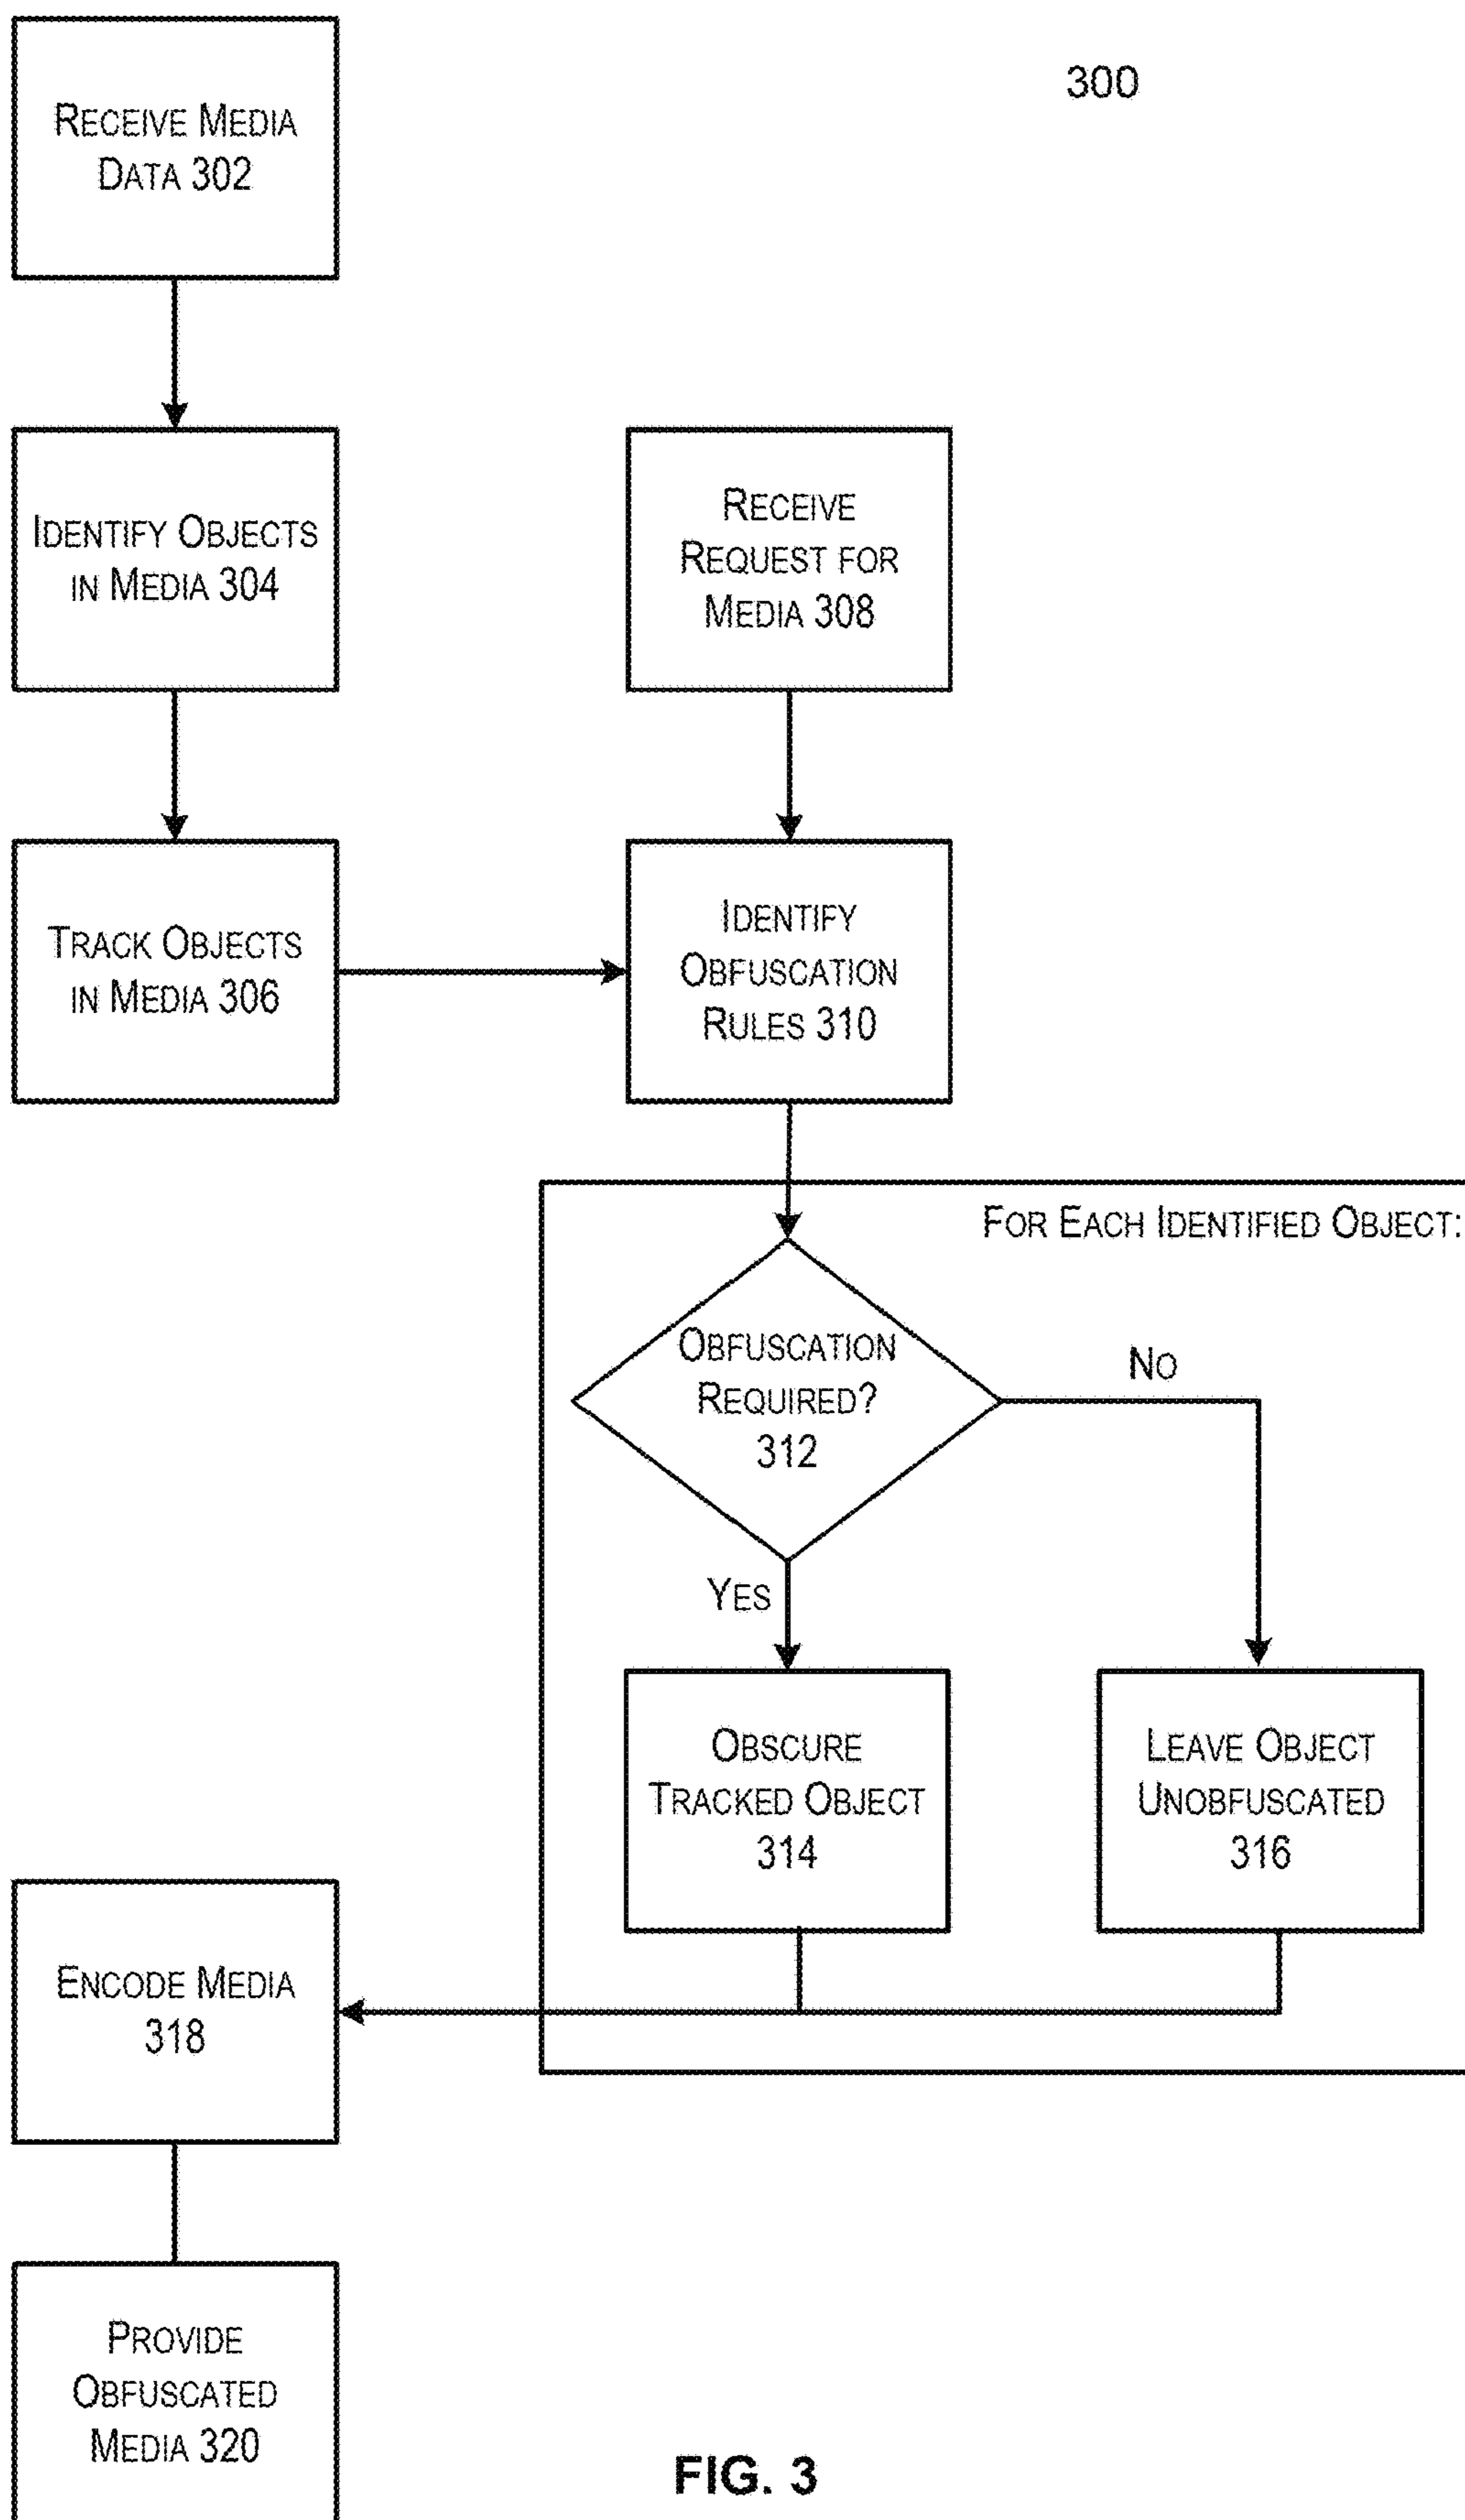 300
RECEIVE MEDIA
DATA 302
IDENTIFY OBJECTS
IN MEDIA 304
RECEIVE
REQUEST FOR
MEDIA 308
TRACK OBJECTS
IN MEDIA 306
IDENTIFY
OBFUSCATION
RULES 310
FOR EACH IDENTIFIED OBJECT:
OBFUSCATION
REQUIRED?
312
NO
YES
OBSCURE
TRACKED OBJECT
314
LEAVE OBJECT
UNOBFUSCATED
316
ENCODE MEDIA
318
PROVIDE
OBFUSCATED
MEDIA 320
FIG. 3